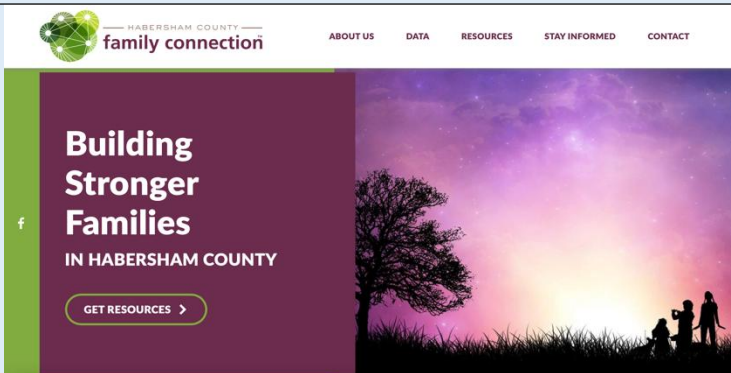 HABERSHAM COUNTY
family connection
ABOUT US
DATA
RESOURCES
STAY INFORMED
CONTACT
Building
Stronger
Families
IN HABERSHAM COUNTY
GET RESOURCES